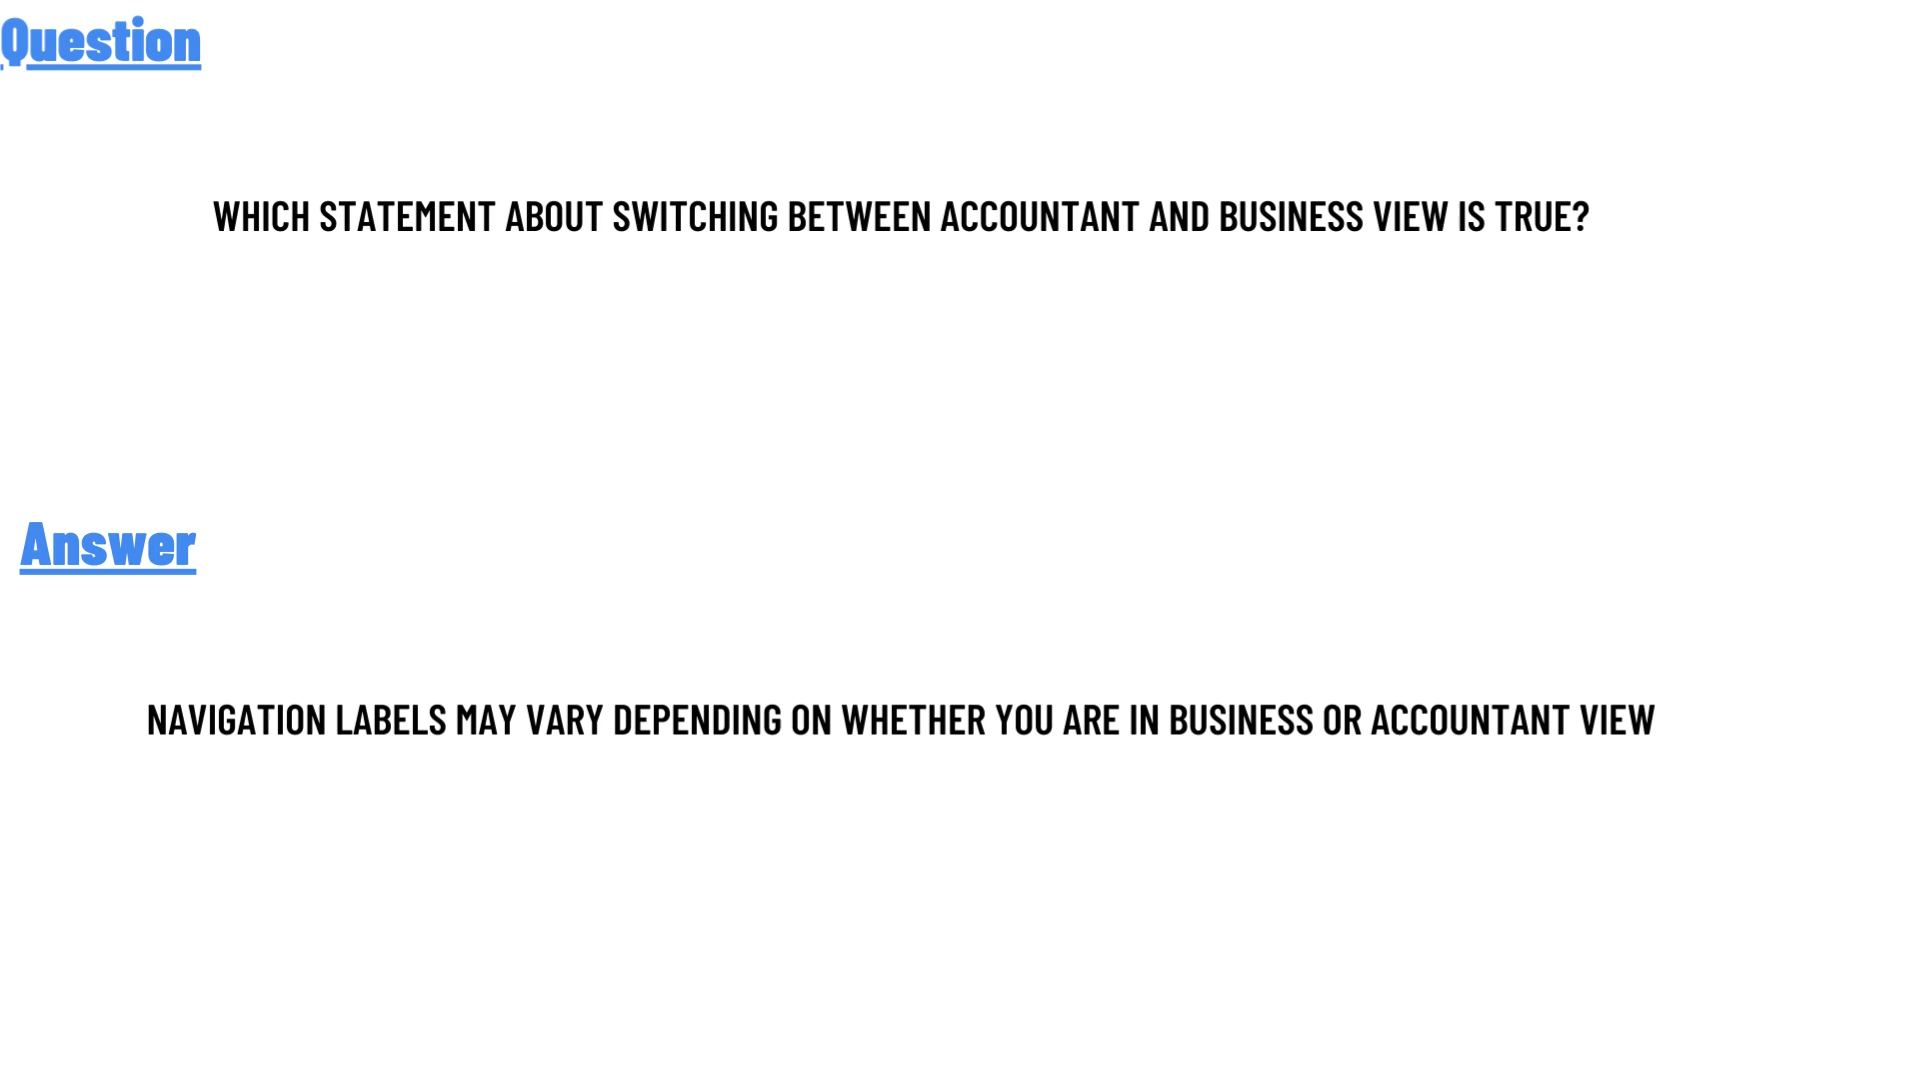 Question
WHICH STATEMENT ABOUT SWITCHING BETWEEN ACCOUNTANT AND BUSINESS VIEW IS TRUE?
Answer
NAVIGATION LABELS MAY VARY DEPENDING ON WHETHER YOU ARE IN BUSINESS OR ACCOUNTANT VIEW